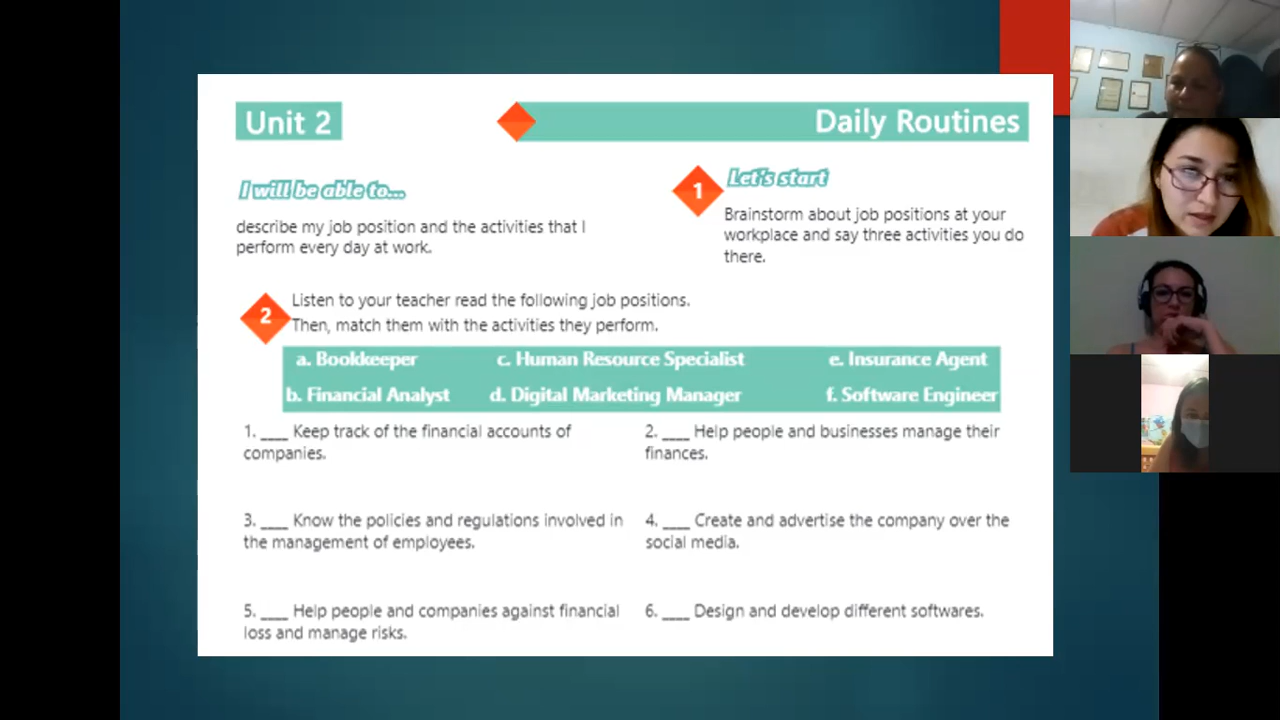 Unit 2
Daily Routines
I will be able to...
describe my job position and the activities that I
perform every day at work.
1
Let's start
Brainstorm about job positions at your
workplace and say three activities you do
there.
2
Listen to your teacher read the following job positions.
Then, match them with the activities they perform.
a. Bookkeeper
c. Human Resource Specialist
e. Insurance Agent
b. Financial Analyst
d. Digital Marketing Manager
f. Software Engineer
1. ____ Keep track of the financial accounts of
companies.
2. ____ Help people and businesses manage their
finances.
3. ____ Know the policies and regulations involved in
the management of employees.
4. ____ Create and advertise the company over the
social media.
5. ____ Help people and companies against financial
loss and manage risks.
6. ____ Design and develop different softwares.